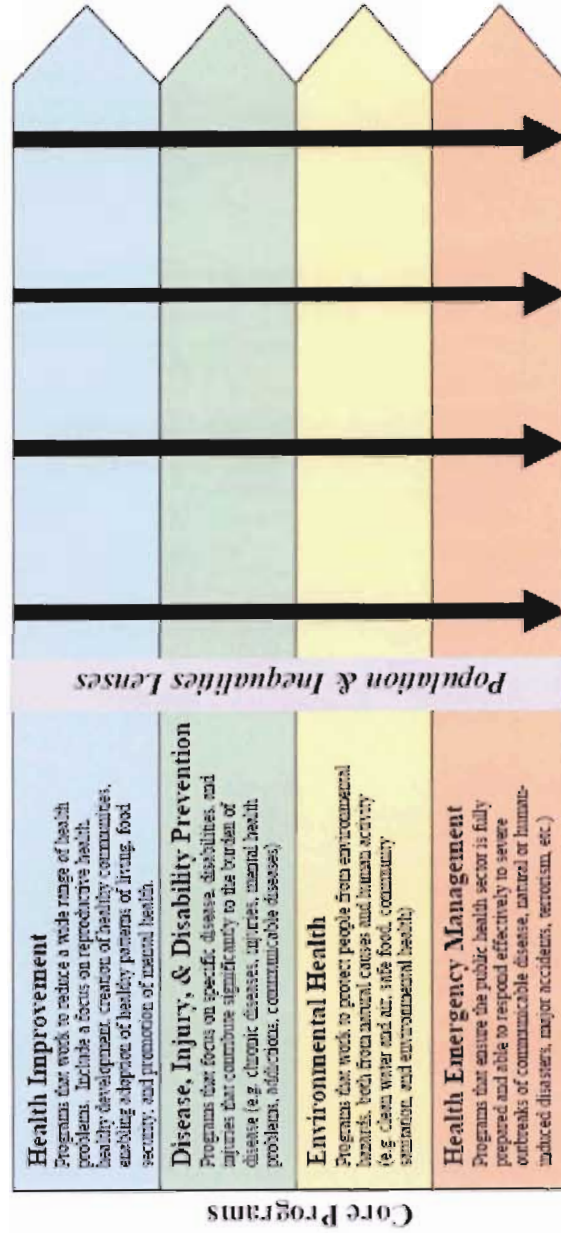 Core Programs
Health Improvement
Programs that work to reduce a wide range of health
problems. Include a focus on reproductive health,
healthy development, creation of healthy communities,
enabling adoption of healthy patterns of living, food
security, and promotion of mental health.
Disease, Injury, & Disability Prevention
Programs that focus on specific disease, disabilities, and
injuries that contribute significantly to the burden of
disease (e.g. chronic diseases, injuries, mental health
problems, addictions, communicable diseases)
Environmental Health
Programs that work to protect people from environmental
hazards, both from natural causes and human activity
(e.g. clean water and air, safe food, community
sanitation, and environmental health)
Health Emergency Management
Programs that ensure the public health sector is fully
prepared and able to respond effectively to severe
outbreaks of communicable disease, natural or human-
induced disasters, major accidents, terrorism, etc.)
Population & Inequalities Lenses